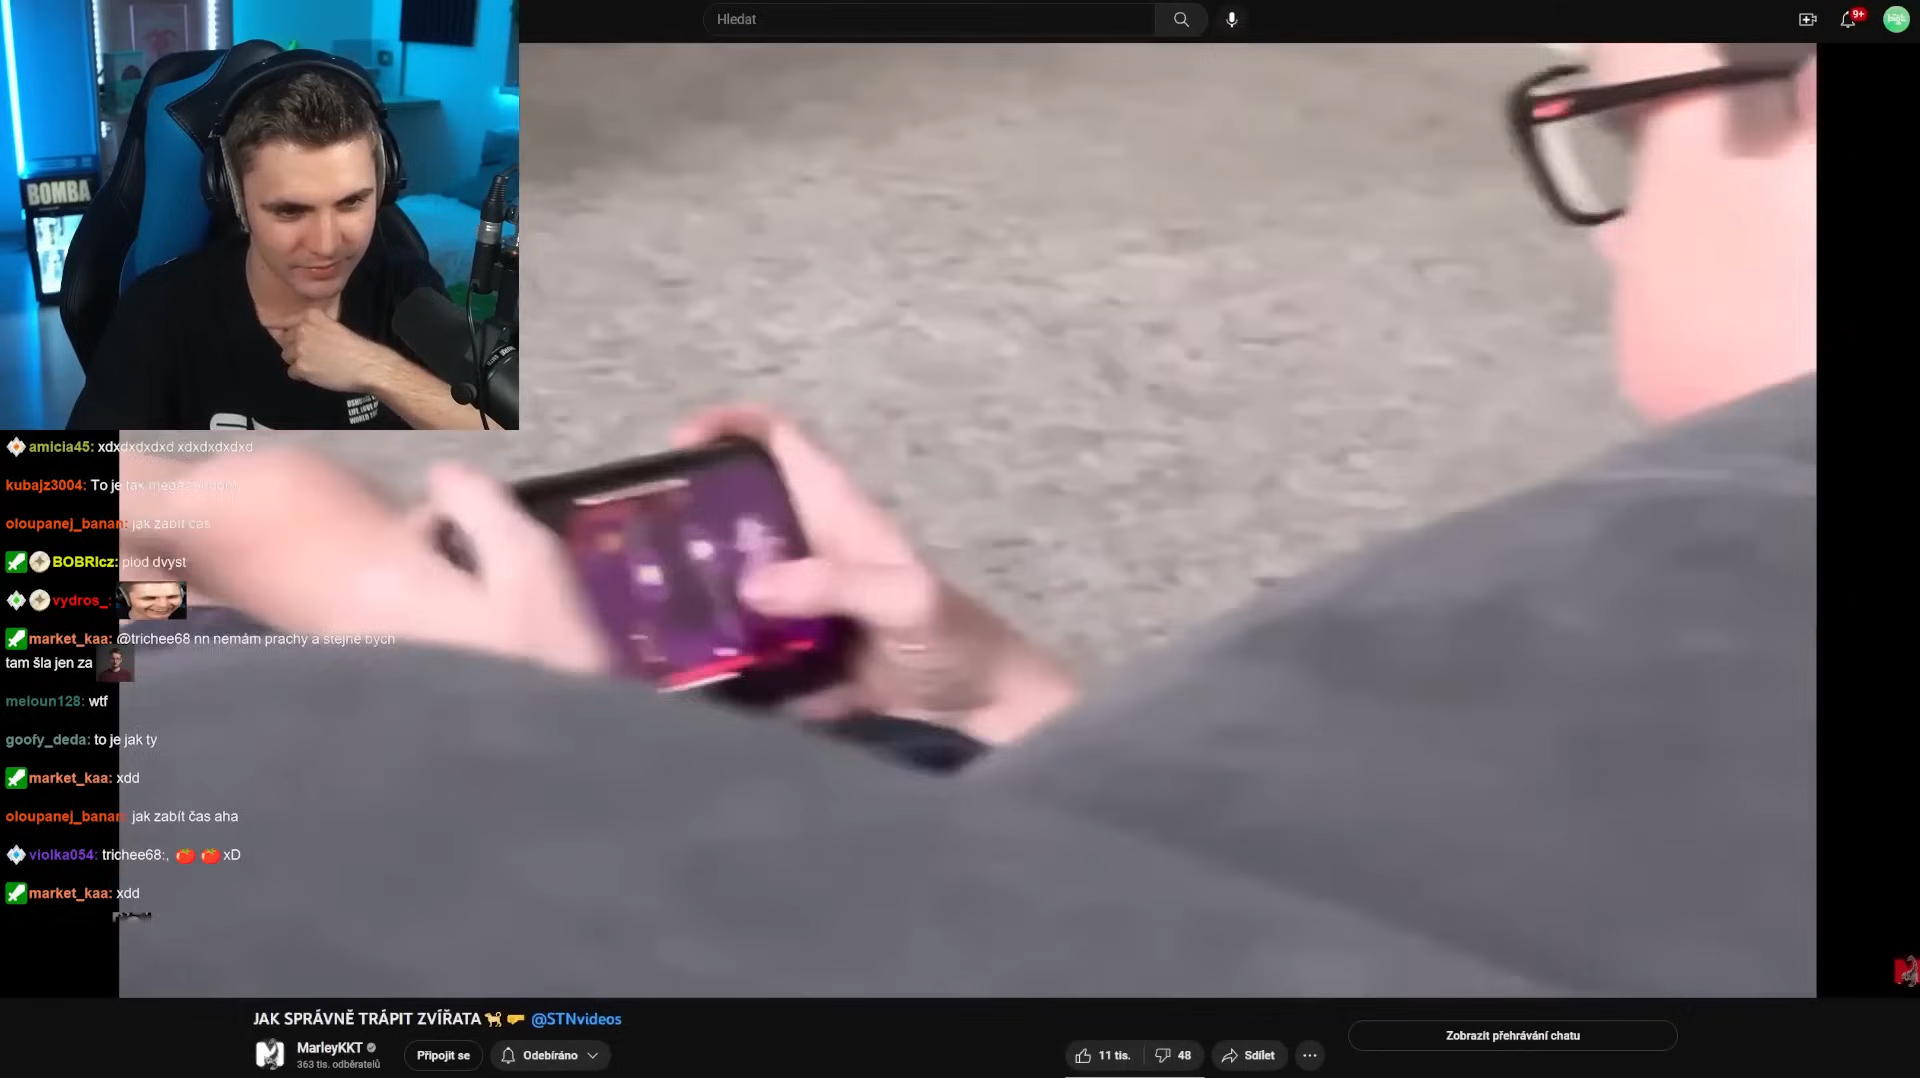 Hledat
9+
BOMBA
amicia45: xdxdxdxdxd xdxdxdxdxd
kubajz3004: To je tak
oloupanej_banan: jak zabít čas
BOBRIcz: plod dvyst
vydros_:
market_kaa: @trichee68 nn nemám prachy a stejně bych
tam šla jen za
meloun128: wtf
goofy_deda: to je jak ty
market_kaa: xdd
oloupanej_banan: jak zabít čas aha
violka054: trichee68:, 🍅 🍅 xD
market_kaa: xdd
JAK SPRÁVNĚ TRÁPIT ZVÍŘATA🐕🤛 @STNvideos
MarleyKKT
363 tis. odběratelů
Připojit se
Odebíráno
11 tis.
48
Sdílet
Zobrazit přehrávání chatu